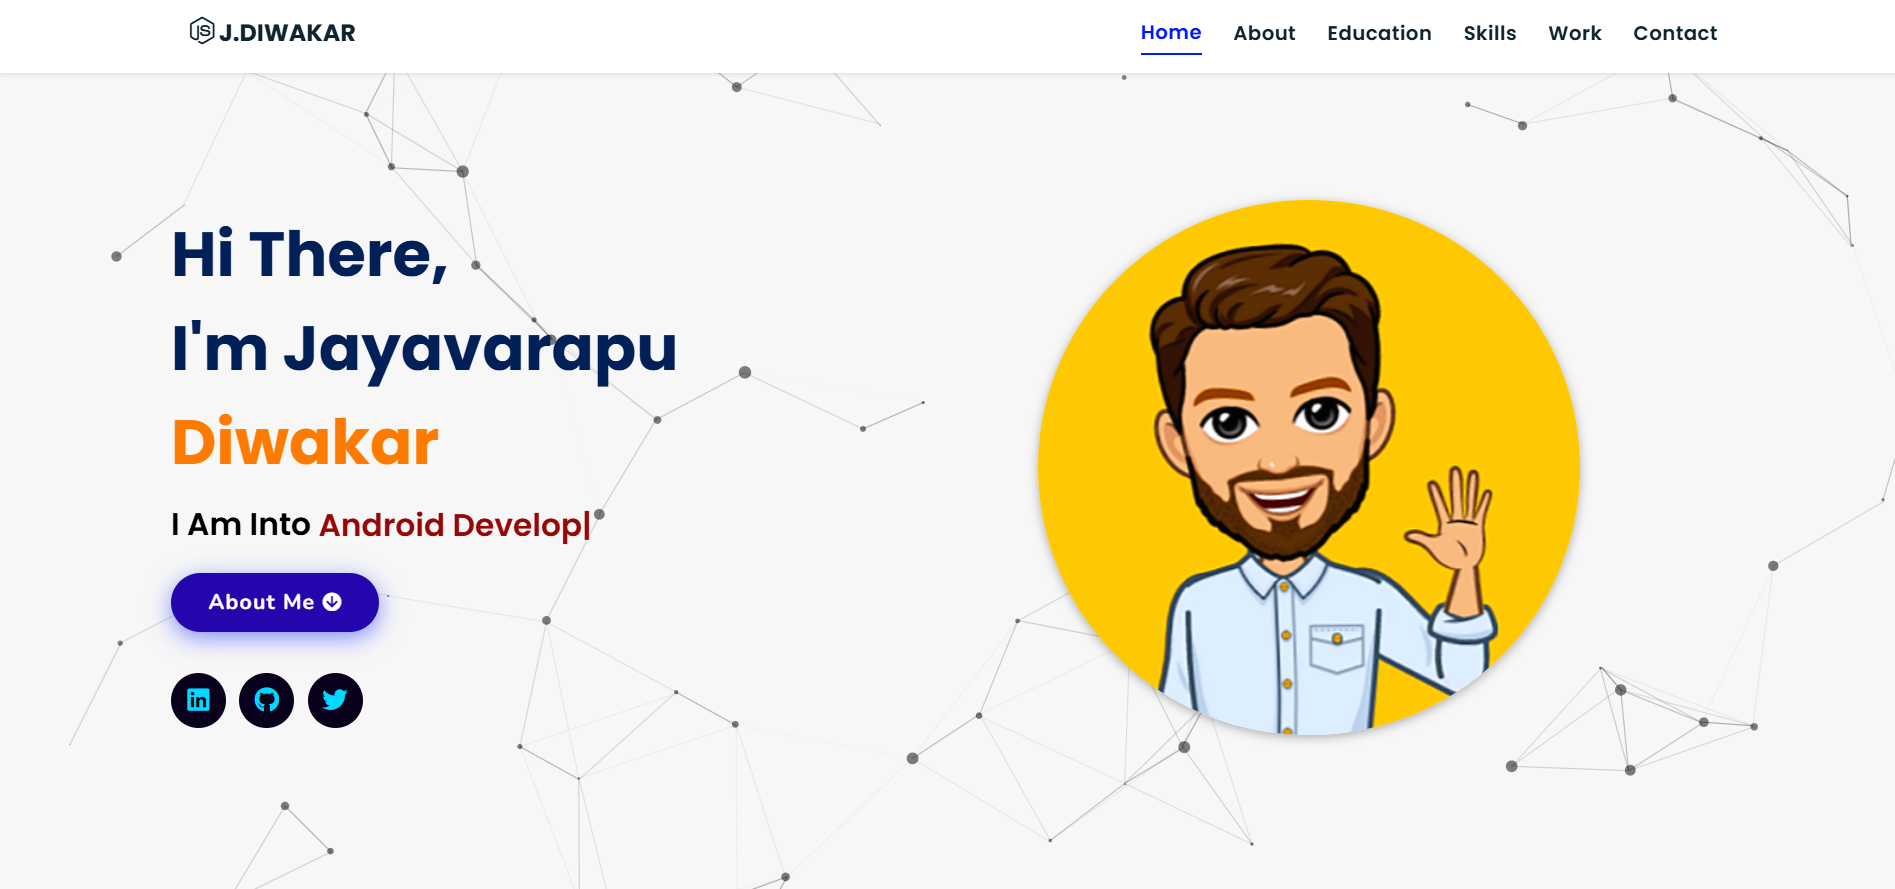 J.DIWAKAR
Home About Education Skills Work Contact
Hi There,
I'm Jayavarapu
Diwakar
I Am Into Android Develop|
About Me